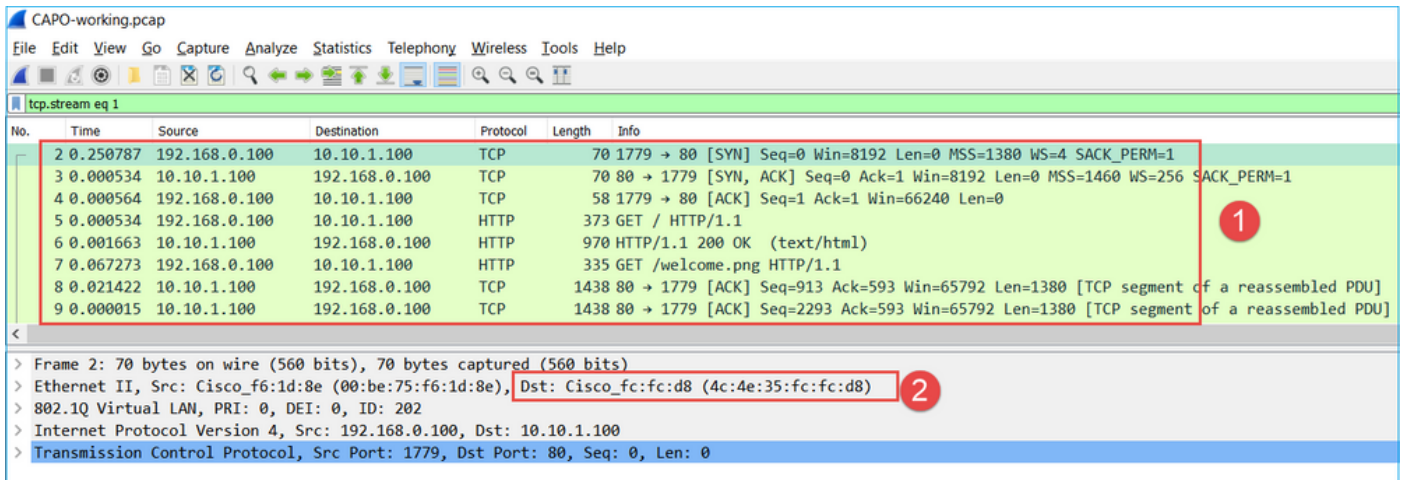 CAPO-working.pcap
File Edit View Go Capture Analyze Statistics Telephony Wireless Tools Help
tcp.stream eq 1
No. Time Source Destination Protocol Length Info
2 0.250787 192.168.0.100 10.10.1.100 TCP 70 1779 → 80 [SYN] Seq=0 Win=8192 Len=0 MSS=1380 WS=4 SACK_PERM=1
3 0.000534 10.10.1.100 192.168.0.100 TCP 70 80 → 1779 [SYN, ACK] Seq=0 Ack=1 Win=8192 Len=0 MSS=1460 WS=256 SACK_PERM=1
4 0.000564 192.168.0.100 10.10.1.100 TCP 58 1779 → 80 [ACK] Seq=1 Ack=1 Win=66240 Len=0
5 0.000534 192.168.0.100 10.10.1.100 HTTP 373 GET / HTTP/1.1
6 0.001663 10.10.1.100 192.168.0.100 HTTP 970 HTTP/1.1 200 OK (text/html)
7 0.067273 192.168.0.100 10.10.1.100 HTTP 335 GET /welcome.png HTTP/1.1
8 0.021422 10.10.1.100 192.168.0.100 TCP 1438 80 → 1779 [ACK] Seq=913 Ack=593 Win=65792 Len=1380 [TCP segment of a reassembled PDU]
9 0.000015 10.10.1.100 192.168.0.100 TCP 1438 80 → 1779 [ACK] Seq=2293 Ack=593 Win=65792 Len=1380 [TCP segment of a reassembled PDU]
1
Frame 2: 70 bytes on wire (560 bits), 70 bytes captured (560 bits)
Ethernet II, Src: Cisco_f6:1d:8e (00:be:75:f6:1d:8e), Dst: Cisco_fc:fc:d8 (4c:4e:35:fc:fc:d8)
2
802.1Q Virtual LAN, PRI: 0, DEI: 0, ID: 202
Internet Protocol Version 4, Src: 192.168.0.100, Dst: 10.10.1.100
Transmission Control Protocol, Src Port: 1779, Dst Port: 80, Seq: 0, Len: 0